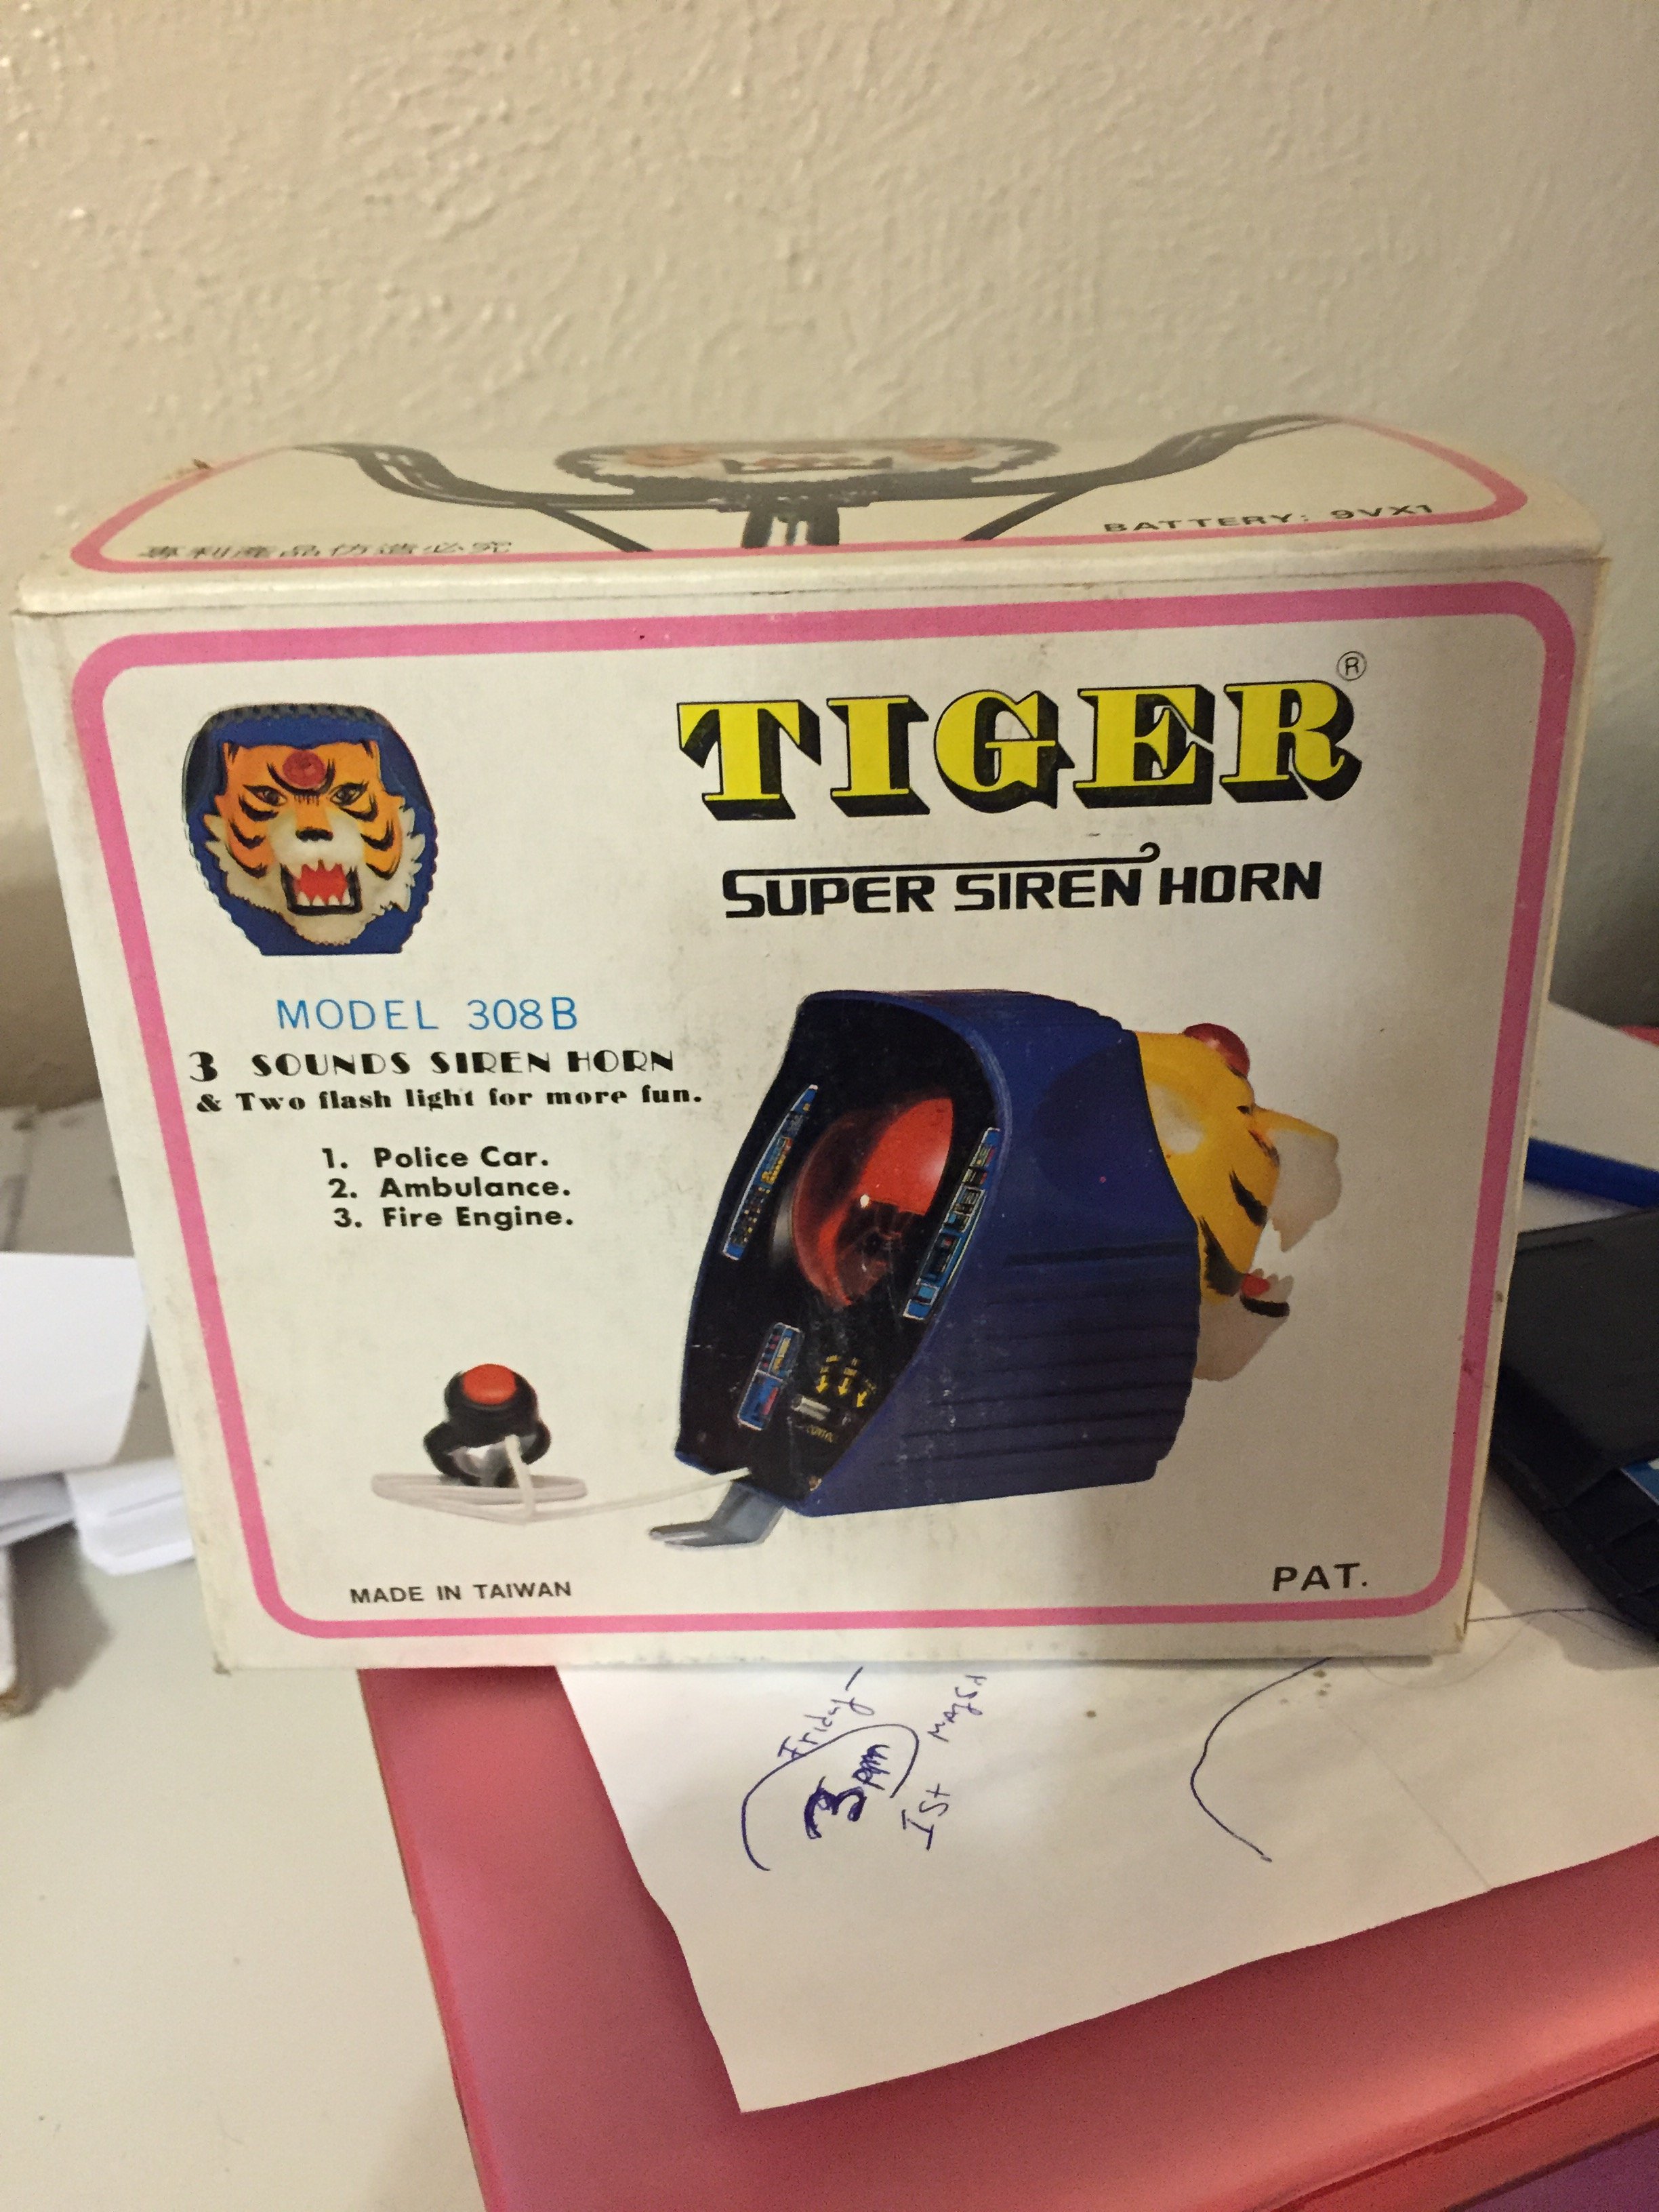 專利產品仿造必究
BATTERY: 9VX1
TIGER®
SUPER SIREN HORN
MODEL 308B
3 SOUNDS SIREN HORN
& Two flash light for more fun.
1. Police Car.
2. Ambulance.
3. Fire Engine.
MADE IN TAIWAN
PAT.
Friday-
3pm
1st